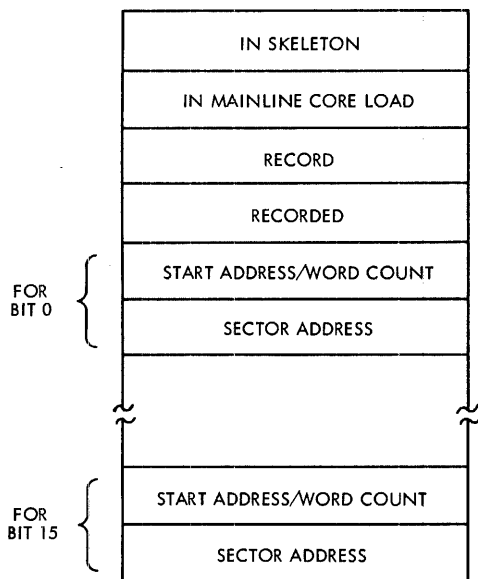 IN SKELETON
IN MAINLINE CORE LOAD
RECORD
RECORDED
FOR
BIT 0
START ADDRESS/WORD COUNT
SECTOR ADDRESS
FOR
BIT 15
START ADDRESS/WORD COUNT
SECTOR ADDRESS